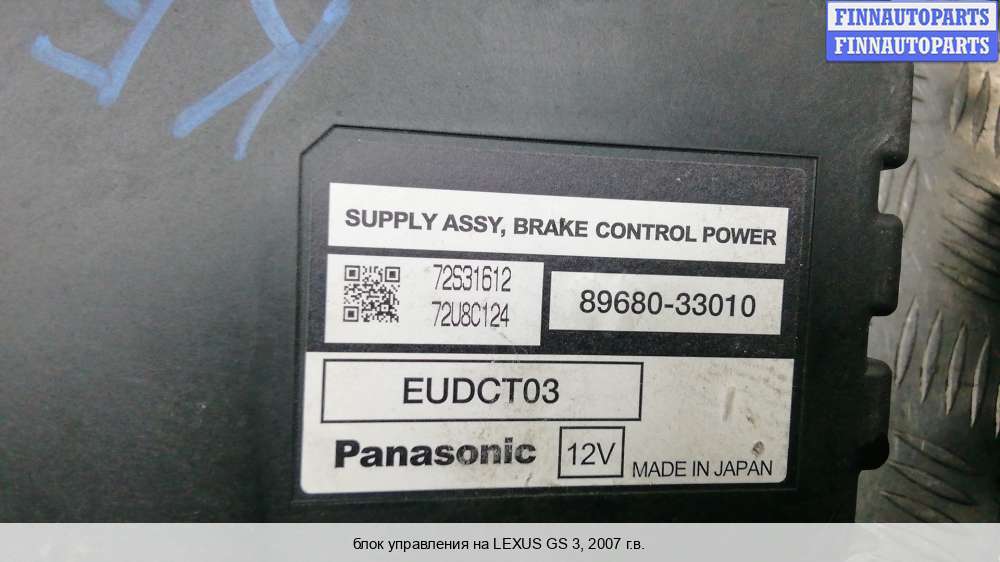 FINNAUTOPARTS
FINNAUTOPARTS
SUPPLY ASSY, BRAKE CONTROL POWER
72S31612
72U8C124
89680-33010
EUDCT03
Panasonic
12V
MADE IN JAPAN
блок управления на LEXUS GS 3, 2007 г.в.